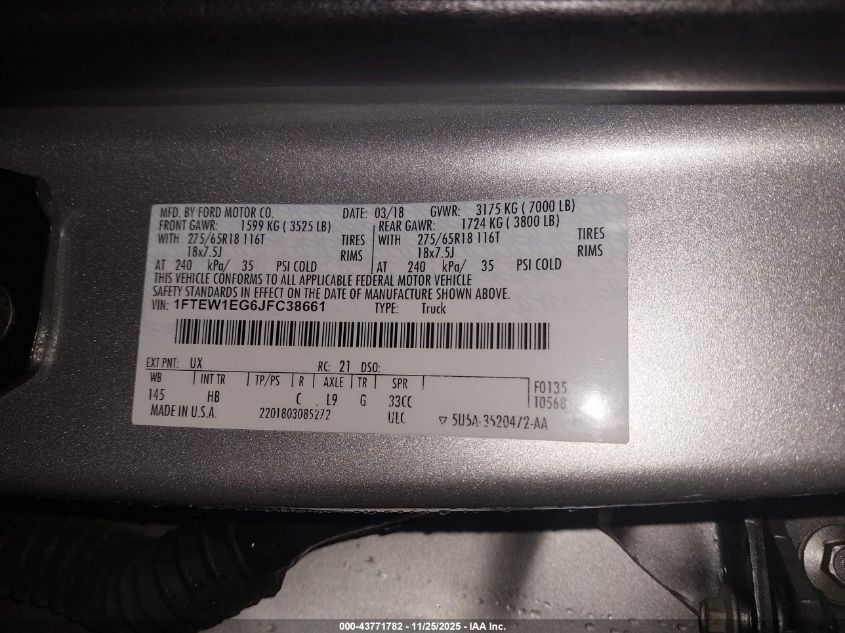 MFD. BY FORD MOTOR CO. DATE: 03/18 GVWR: 3175 KG ( 7000 LB)
FRONT GAWR: 1599 KG ( 3525 LB) REAR GAWR: 1724 KG ( 3800 LB)
WITH 275/65R18 116T TIRES WITH 275/65R18 116T TIRES
18x7.5J RIMS 18x7.5J RIMS
AT 240 kPa/ 35 PSI COLD AT 240 kPa/ 35 PSI COLD
THIS VEHICLE CONFORMS TO ALL APPLICABLE FEDERAL MOTOR VEHICLE
SAFETY STANDARDS IN EFFECT ON THE DATE OF MANUFACTURE SHOWN ABOVE.
VIN: 1FTEW1EG6JFC38661 TYPE: Truck
EXT PNT: UX RC: 21 DSO:
WB INT TR TP/PS R AXLE TR SPR F0135
145 HB C L9 G 33CC T0568
MADE IN U.S.A. 2201803085272 ULC ▽ 5U5A-3520472-AA
000-43771782 - 11/25/2025 - IAA Inc.